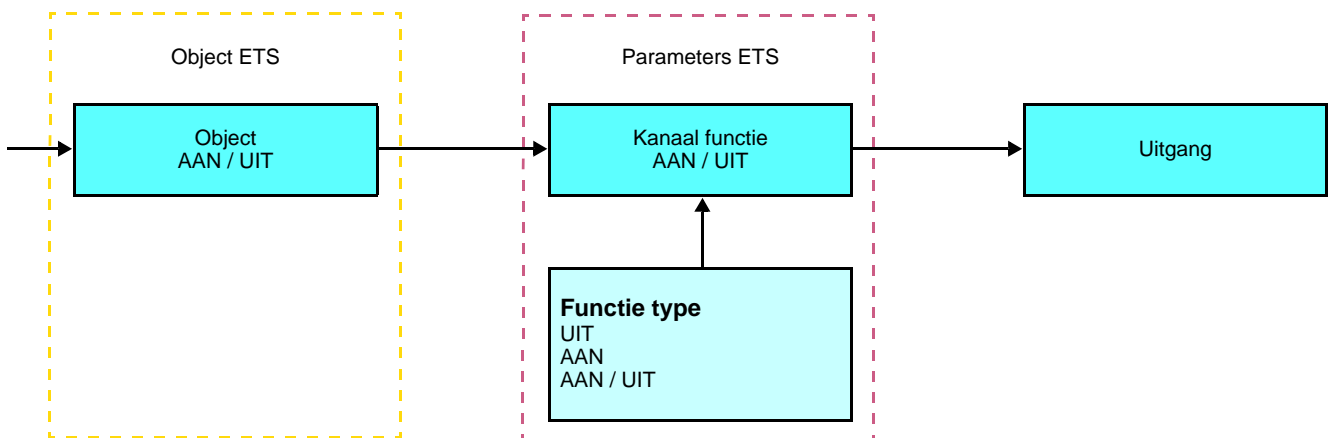 Object ETS
Parameters ETS
Object
AAN / UIT
Kanaal functie
AAN / UIT
Uitgang
Functie type
UIT
AAN
AAN / UIT